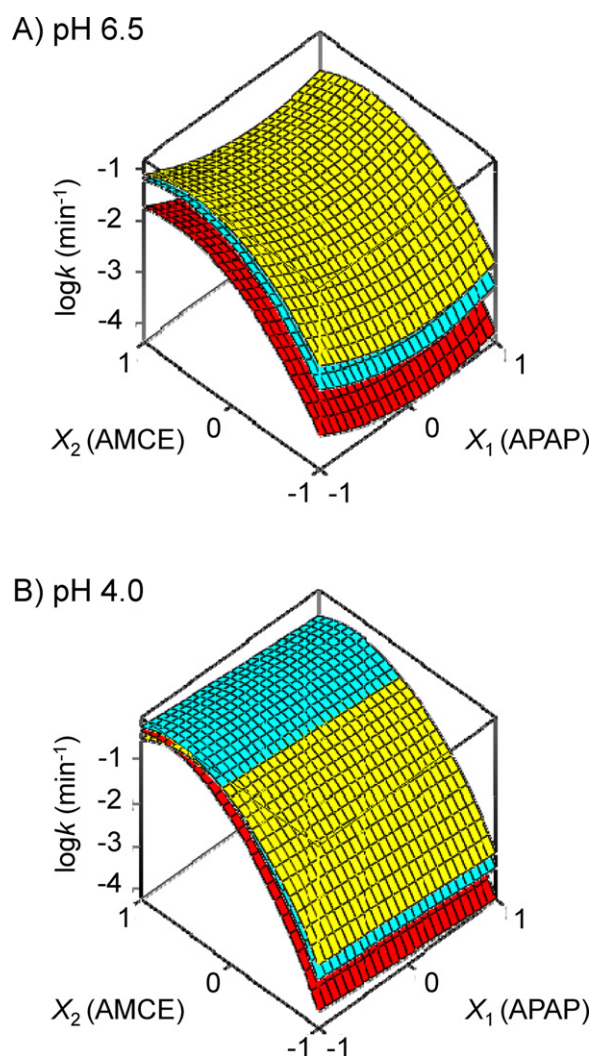 A) pH 6.5
logk (min⁻¹)
-1
-2
-3
-4
1
0
-1
X₂ (AMCE)
-1
0
1
X₁ (APAP)
B) pH 4.0
logk (min⁻¹)
-1
-2
-3
-4
1
0
-1
X₂ (AMCE)
-1
0
1
X₁ (APAP)